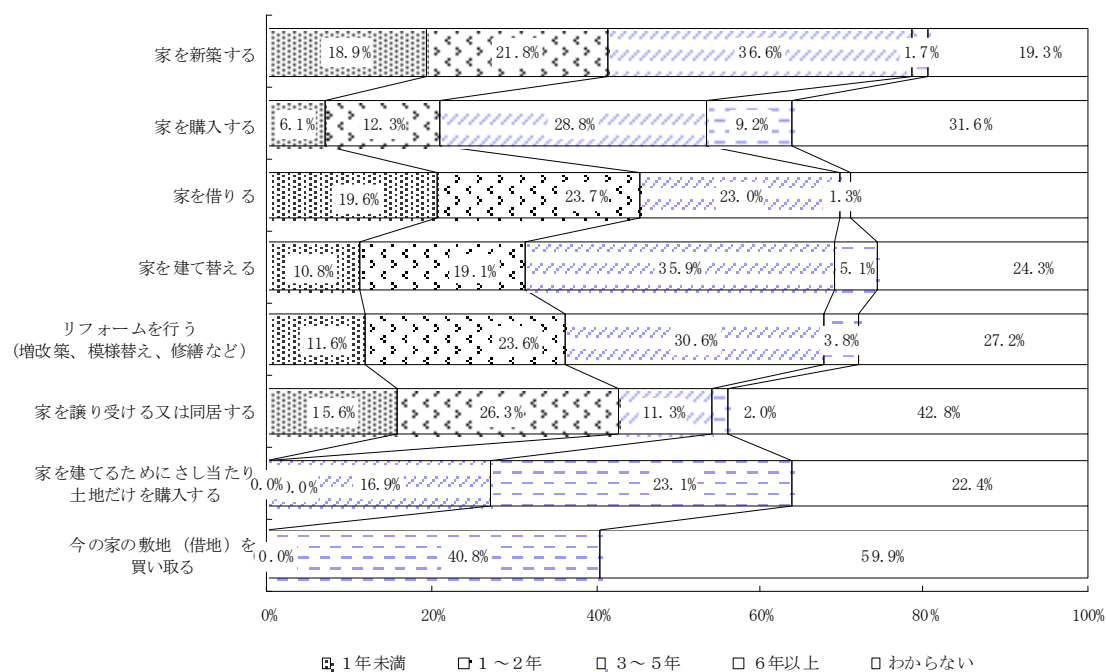 家を新築する
18.9%
21.8%
36.6%
1.7%
19.3%
家を購入する
6.1%
12.3%
28.8%
9.2%
31.6%
家を借りる
19.6%
23.7%
23.0%
1.3%
家を建て替える
10.8%
19.1%
35.9%
5.1%
24.3%
リフォームを行う
(増改築、模様替え、修繕など)
11.6%
23.6%
30.6%
3.8%
27.2%
家を譲り受ける又は同居する
15.6%
26.3%
11.3%
2.0%
42.8%
家を建てるためにさし当たり
土地だけを購入する
0.0%
0.0%
16.9%
23.1%
22.4%
今の家の敷地（借地）を
買い取る
0.0%
40.8%
59.9%
0% 20% 40% 60% 80% 100%
1年未満 1～2年 3～5年 6年以上 わからない